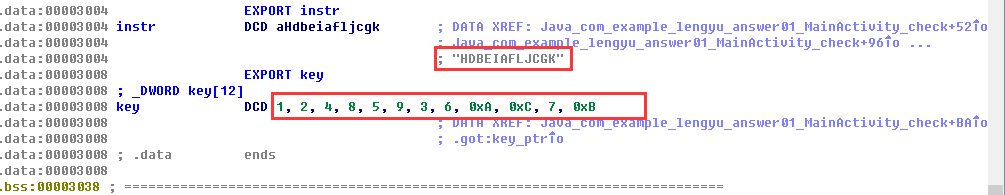 .data:00003004 EXPORT instr
.data:00003004 instr DCD aHdbeiafljcgk ; DATA XREF: Java_com_example_lengyu_answer01_MainActivity_check+52↑o
.data:00003004 ; Java_com_example_lengyu_answer01_MainActivity_check+96↑o ...
.data:00003004 ; "HDBEIAFLJCGK"
.data:00003008 EXPORT key
.data:00003008 ; _DWORD key[12]
.data:00003008 key DCD 1, 2, 4, 8, 5, 9, 3, 6, 0xA, 0xC, 7, 0xB
.data:00003008 ; DATA XREF: Java_com_example_lengyu_answer01_MainActivity_check+BA↑o
.data:00003008 ; .got:key_ptr↑o
.data:00003008 ; .data ends
.data:00003008
.bss:00003038 ; ===========================================================================